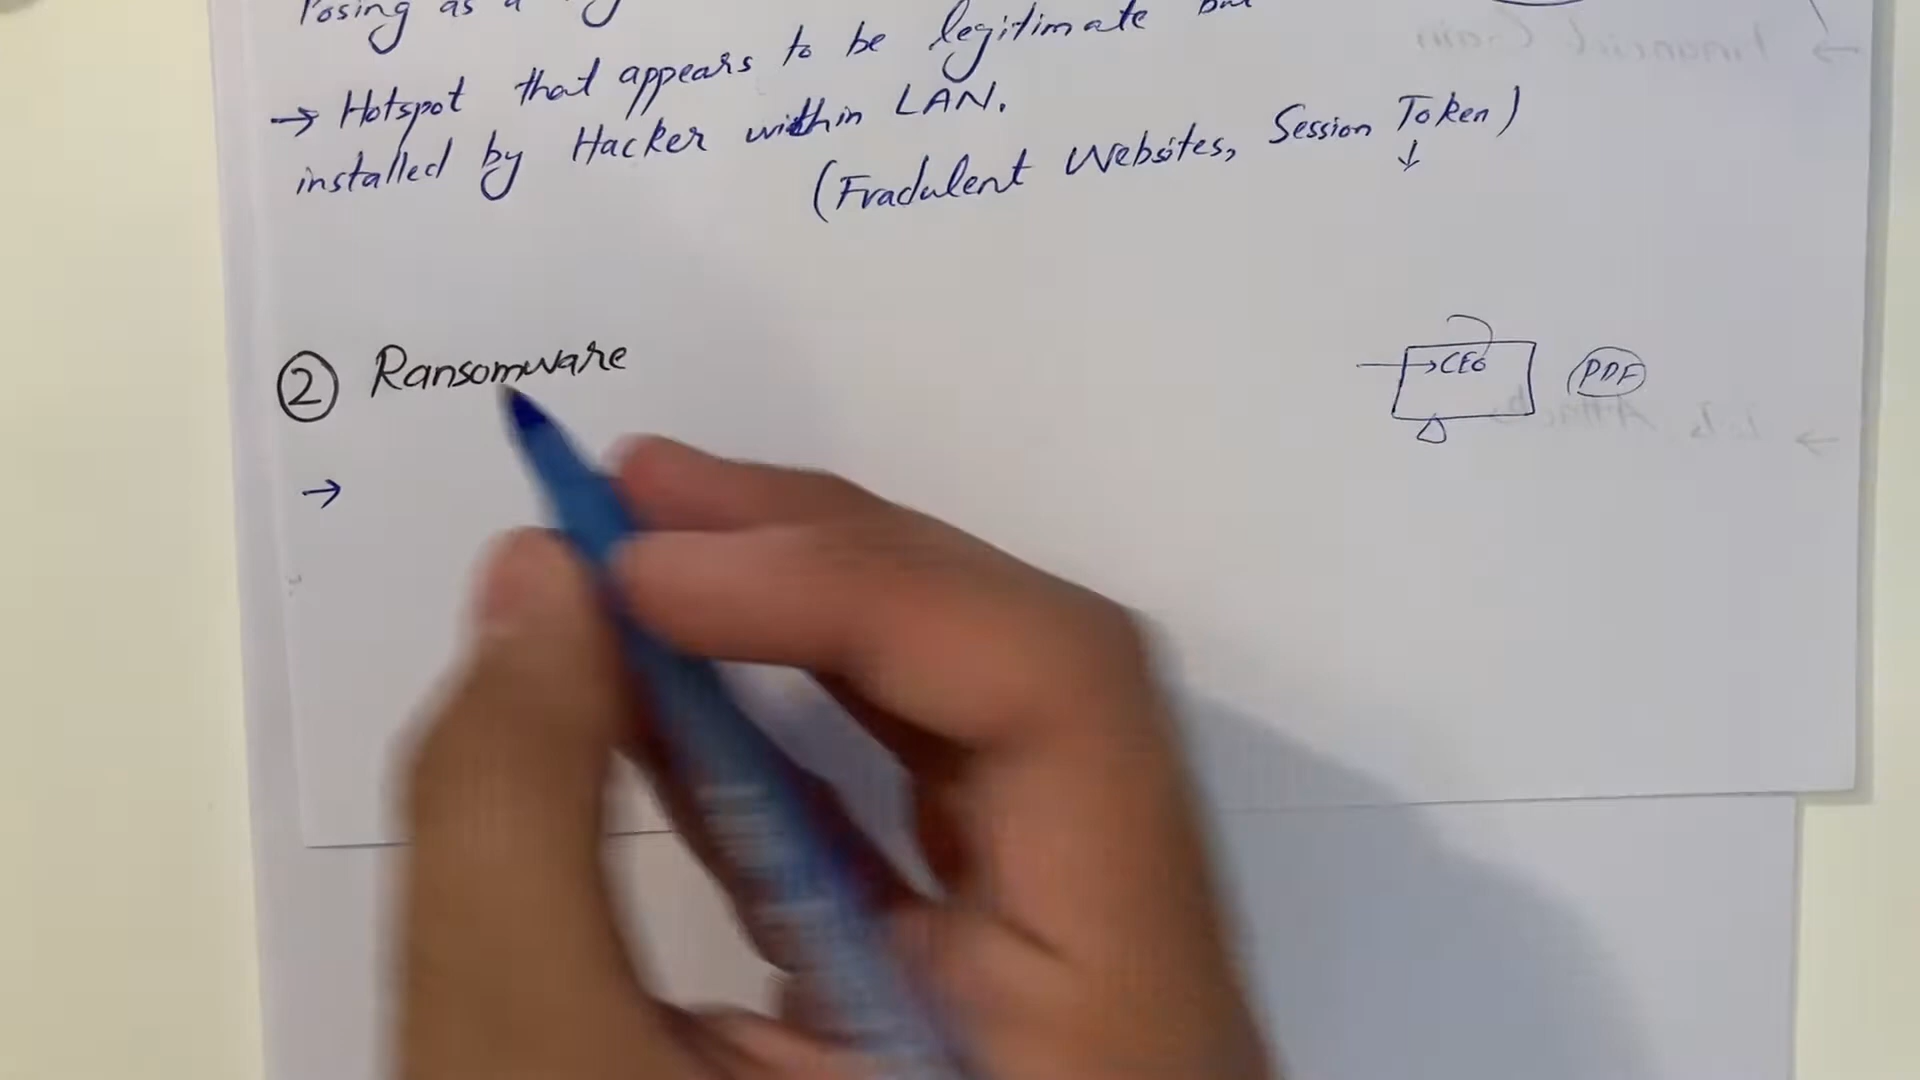 Posing as a
→ Hotspot that appears to be legitimate but
installed by Hacker within LAN.
(Fradulent Websites, Session Token)
↓
② Ransomware
→CEO
PDF
→